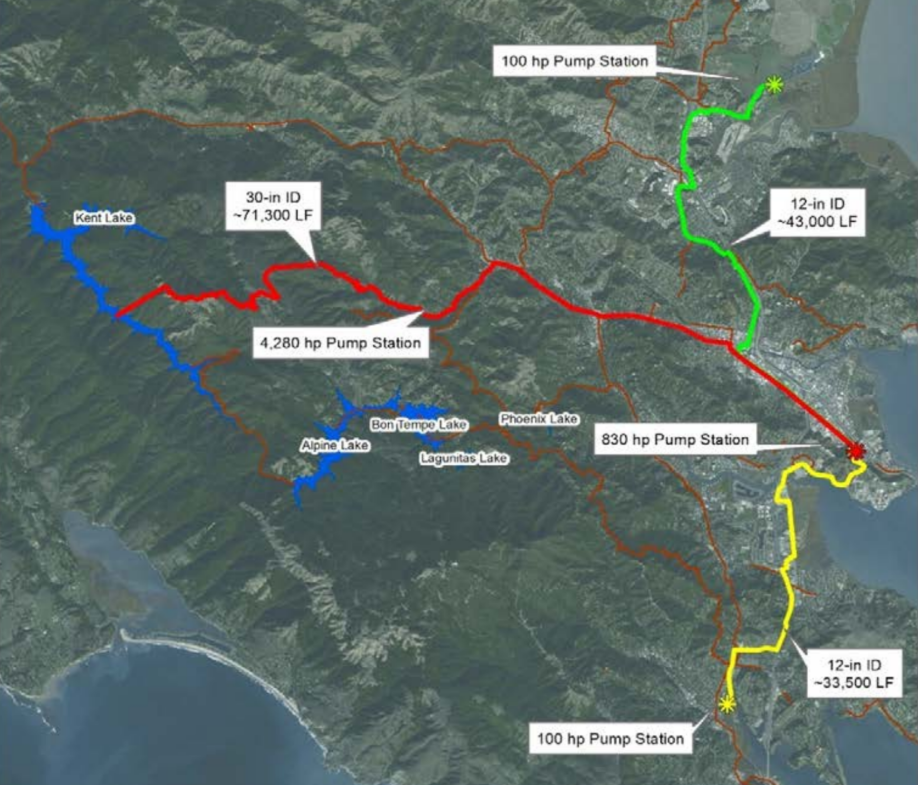 100 hp Pump Station
30-in ID
~71,300 LF
12-in ID
~43,000 LF
Kent Lake
4,280 hp Pump Station
Bon Tempe Lake
Phoenix Lake
Alpine Lake
830 hp Pump Station
Lagunitas Lake
12-in ID
~33,500 LF
100 hp Pump Station